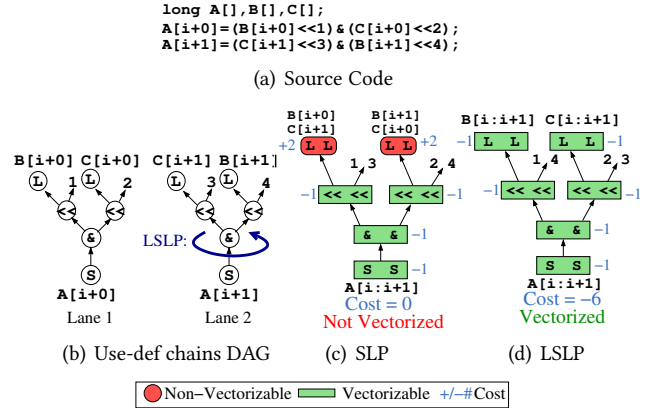 long A[],B[],C[];
A[i+0]=(B[i+0]<<1)&(C[i+0]<<2);
A[i+1]=(C[i+1]<<3)&(B[i+1]<<4);
(a) Source Code
B[i+0] C[i+0]
L 1 L 2
<< <<
&
S
A[i+0]
Lane 1
C[i+1] B[i+1]
L 3 L 4
<< <<
LSLP: &
S
A[i+1]
Lane 2
(b) Use-def chains DAG
B[i+0] B[i+1]
C[i+1] C[i+0]
+2 L L L L +2
1 3 2 4
-1 << << << << -1
& & -1
S S -1
A[i:i+1]
Cost = 0
Not Vectorized
(c) SLP
B[i:i+1] C[i:i+1]
-1 L L -1 L L
1 4 2 3
-1 << << << << -1
& & -1
S S -1
A[i:i+1]
Cost = -6
Vectorized
(d) LSLP
Non-Vectorizable Vectorizable +/-#Cost